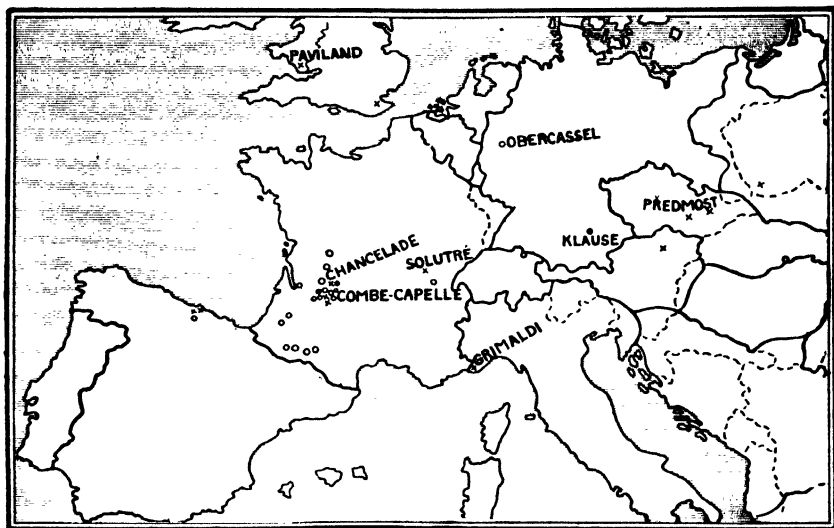 PAVILAND
OBERCASSEL
PŘEDMOST
KLAUSE
CHANCELADE
SOLUTRÉ
COMBE-CAPELLE
GRIMALDI